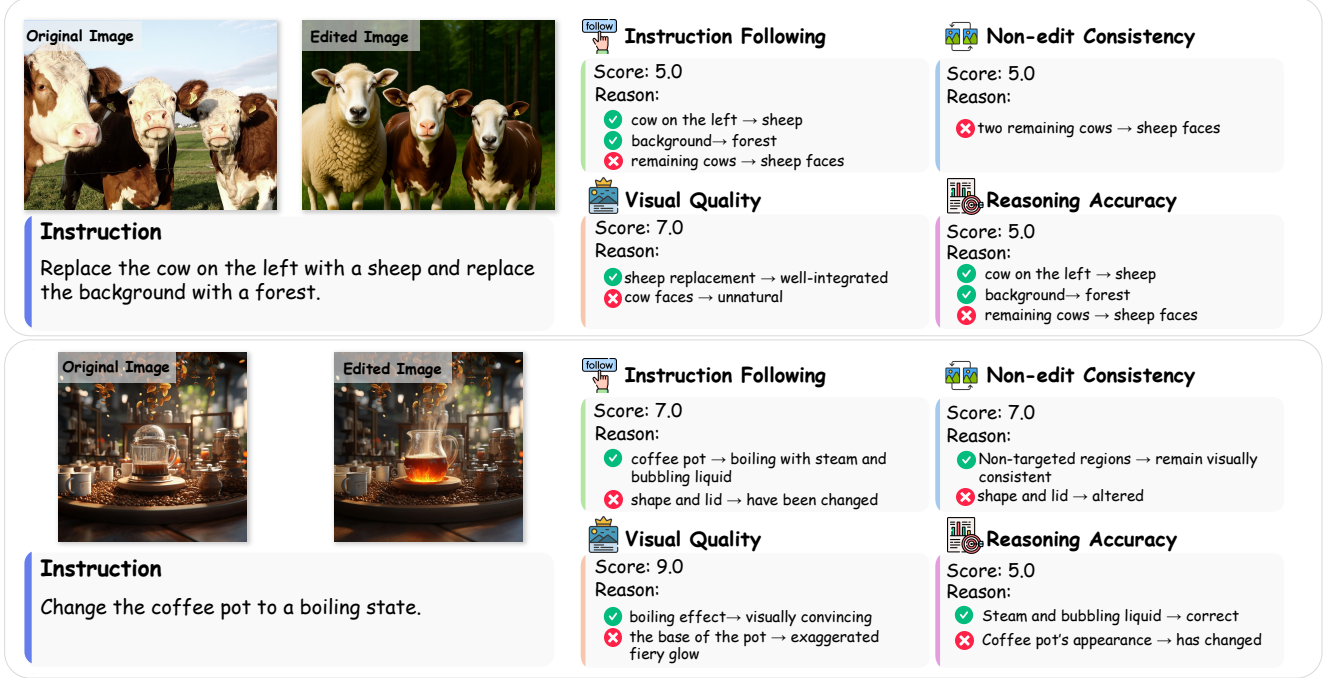 Original Image
Edited Image
Instruction
Replace the cow on the left with a sheep and replace
the background with a forest.
follow
Instruction Following
Score: 5.0
Reason:
cow on the left → sheep
background→ forest
remaining cows → sheep faces
Non-edit Consistency
Score: 5.0
Reason:
two remaining cows → sheep faces
Visual Quality
Score: 7.0
Reason:
sheep replacement → well-integrated
cow faces → unnatural
Reasoning Accuracy
Score: 5.0
Reason:
cow on the left → sheep
background→ forest
remaining cows → sheep faces
Original Image
Edited Image
Instruction
Change the coffee pot to a boiling state.
follow
Instruction Following
Score: 7.0
Reason:
coffee pot → boiling with steam and
bubbling liquid
shape and lid → have been changed
Non-edit Consistency
Score: 7.0
Reason:
Non-targeted regions → remain visually
consistent
shape and lid → altered
Visual Quality
Score: 9.0
Reason:
boiling effect→ visually convincing
the base of the pot → exaggerated
fiery glow
Reasoning Accuracy
Score: 5.0
Reason:
Steam and bubbling liquid → correct
Coffee pot's appearance → has changed